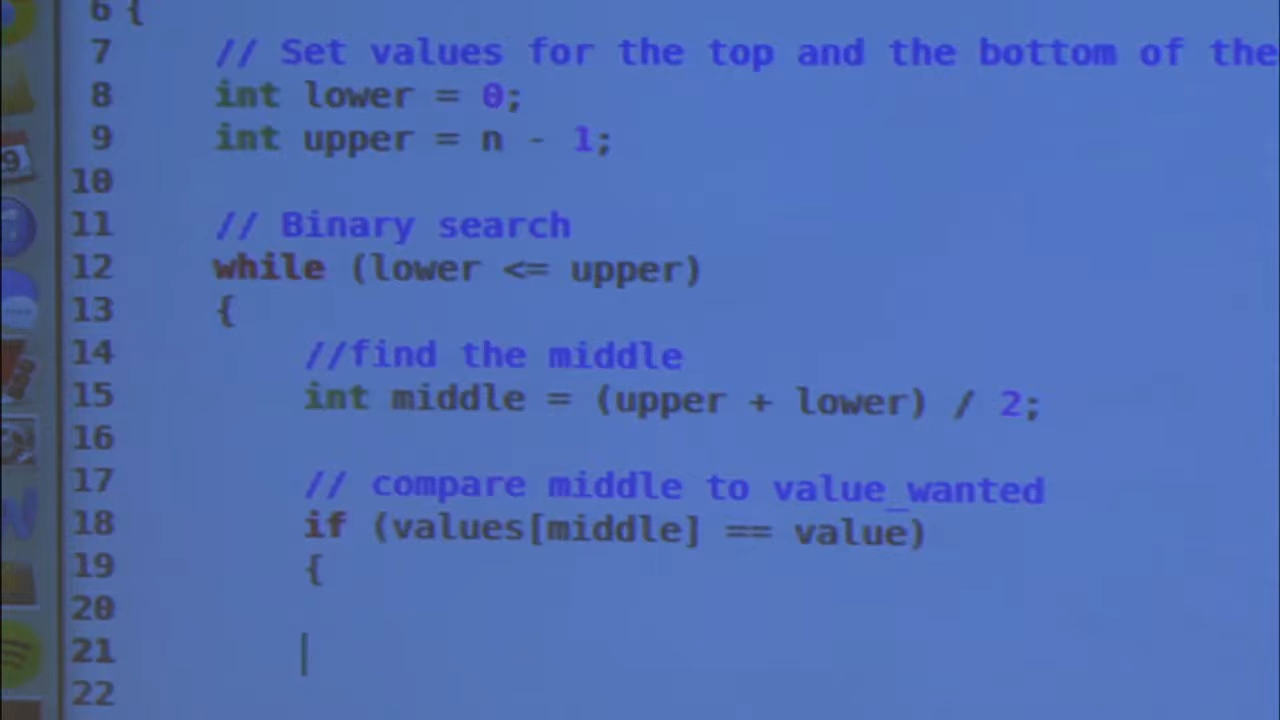 6 {
7 // Set values for the top and the bottom of the
8 int lower = 0;
9 int upper = n - 1;
10
11 // Binary search
12 while (lower <= upper)
13 {
14 //find the middle
15 int middle = (upper + lower) / 2;
16
17 // compare middle to value_wanted
18 if (values[middle] == value)
19 {
20
21
22
9